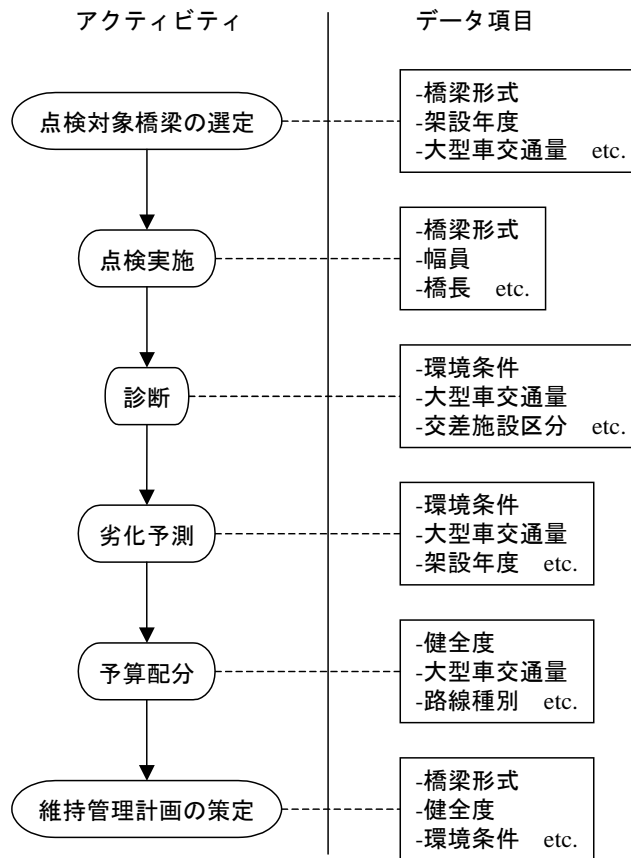 アクティビティ
データ項目
点検対象橋梁の選定
-橋梁形式
-架設年度
-大型車交通量 etc.
点検実施
-橋梁形式
-幅員
-橋長 etc.
診断
-環境条件
-大型車交通量
-交差施設区分 etc.
劣化予測
-環境条件
-大型車交通量
-架設年度 etc.
予算配分
-健全度
-大型車交通量
-路線種別 etc.
維持管理計画の策定
-橋梁形式
-健全度
-環境条件 etc.